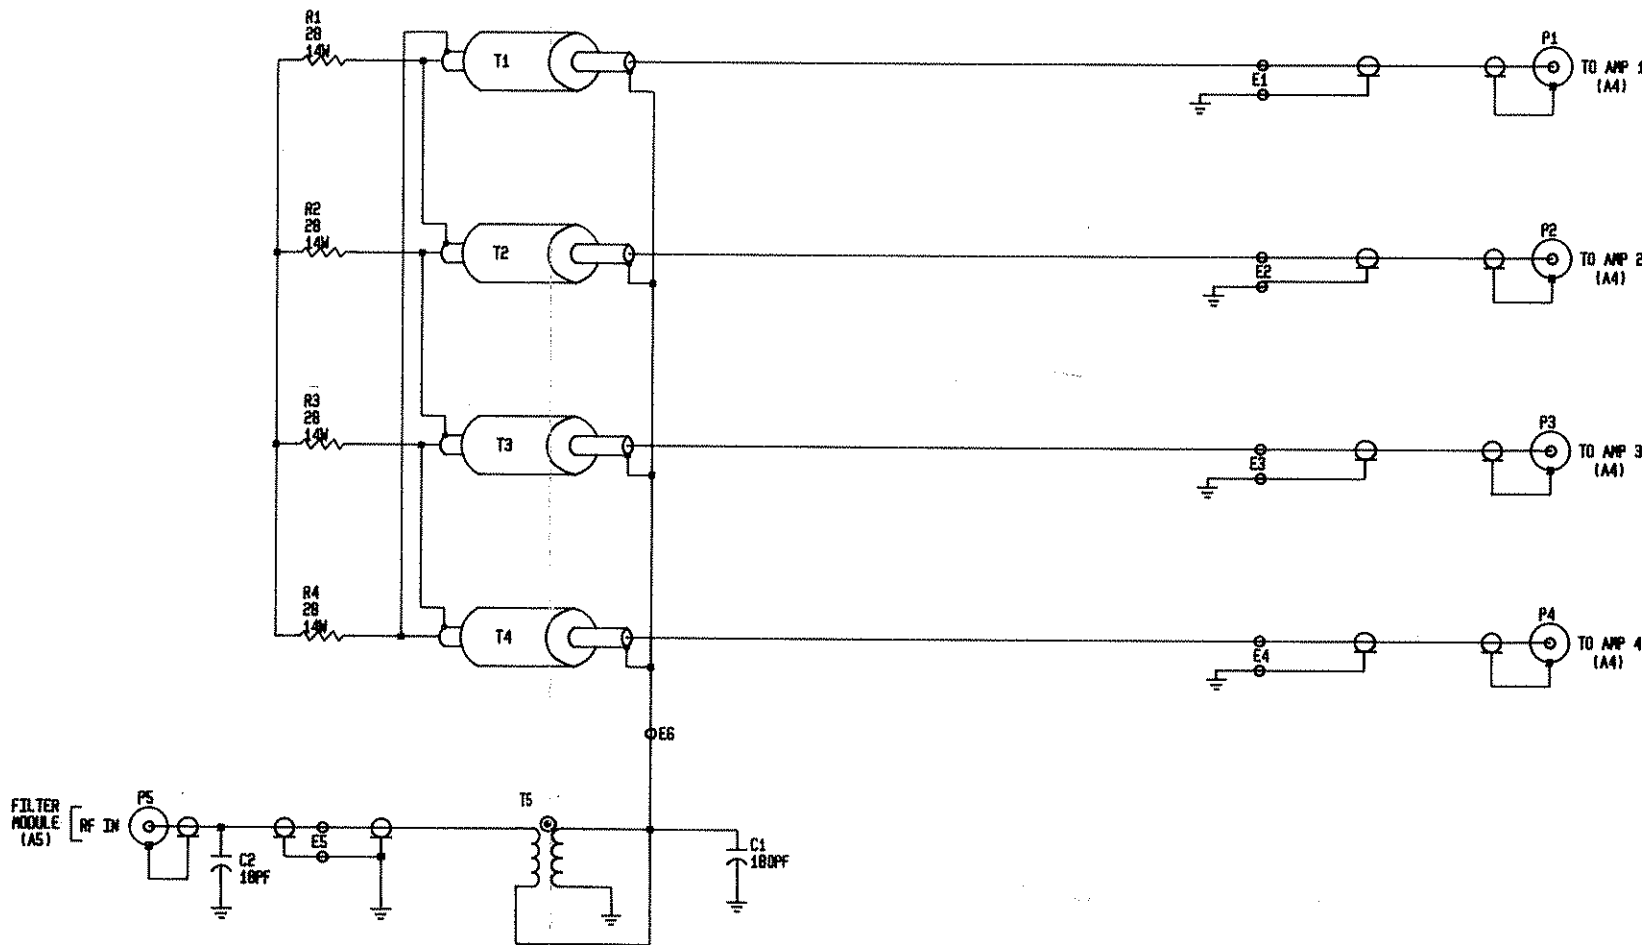 R1
28
14W
T1
E1
P1
TO AMP 1
(A4)
R2
28
14W
T2
E2
P2
TO AMP 2
(A4)
R3
28
14W
T3
E3
P3
TO AMP 3
(A4)
R4
28
14W
T4
E4
P4
TO AMP 4
(A4)
E6
FILTER
MODULE
(A5)
RF IN
P5
C2
18PF
E5
T5
C1
180PF